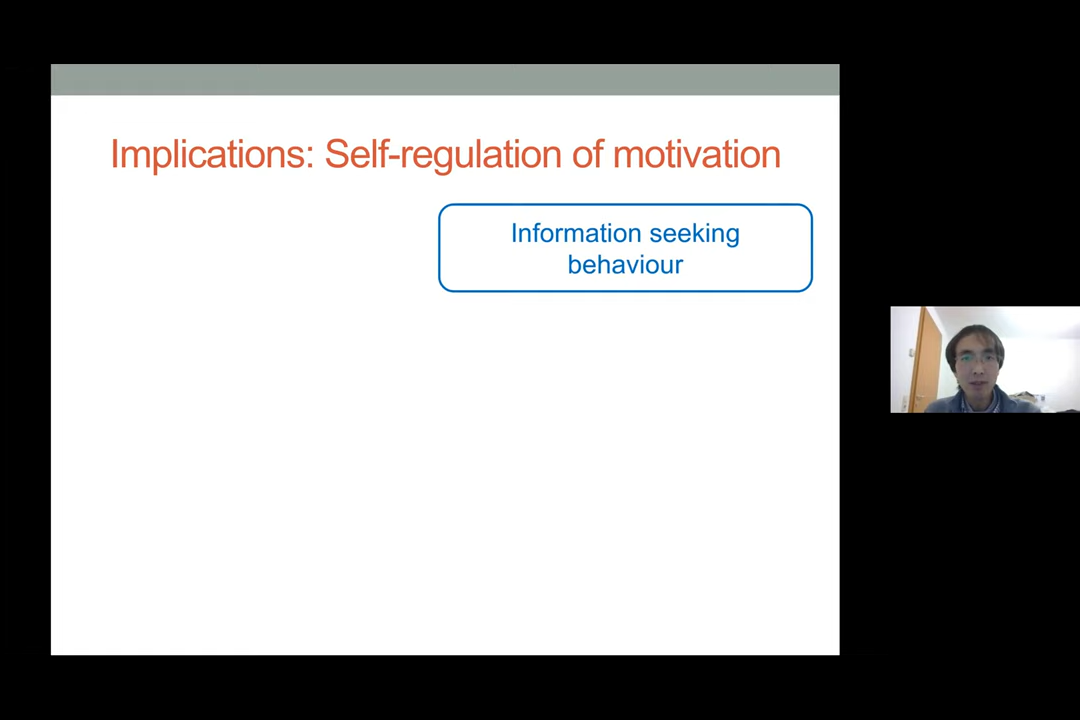 Implications: Self-regulation of motivation
Information seeking
behaviour